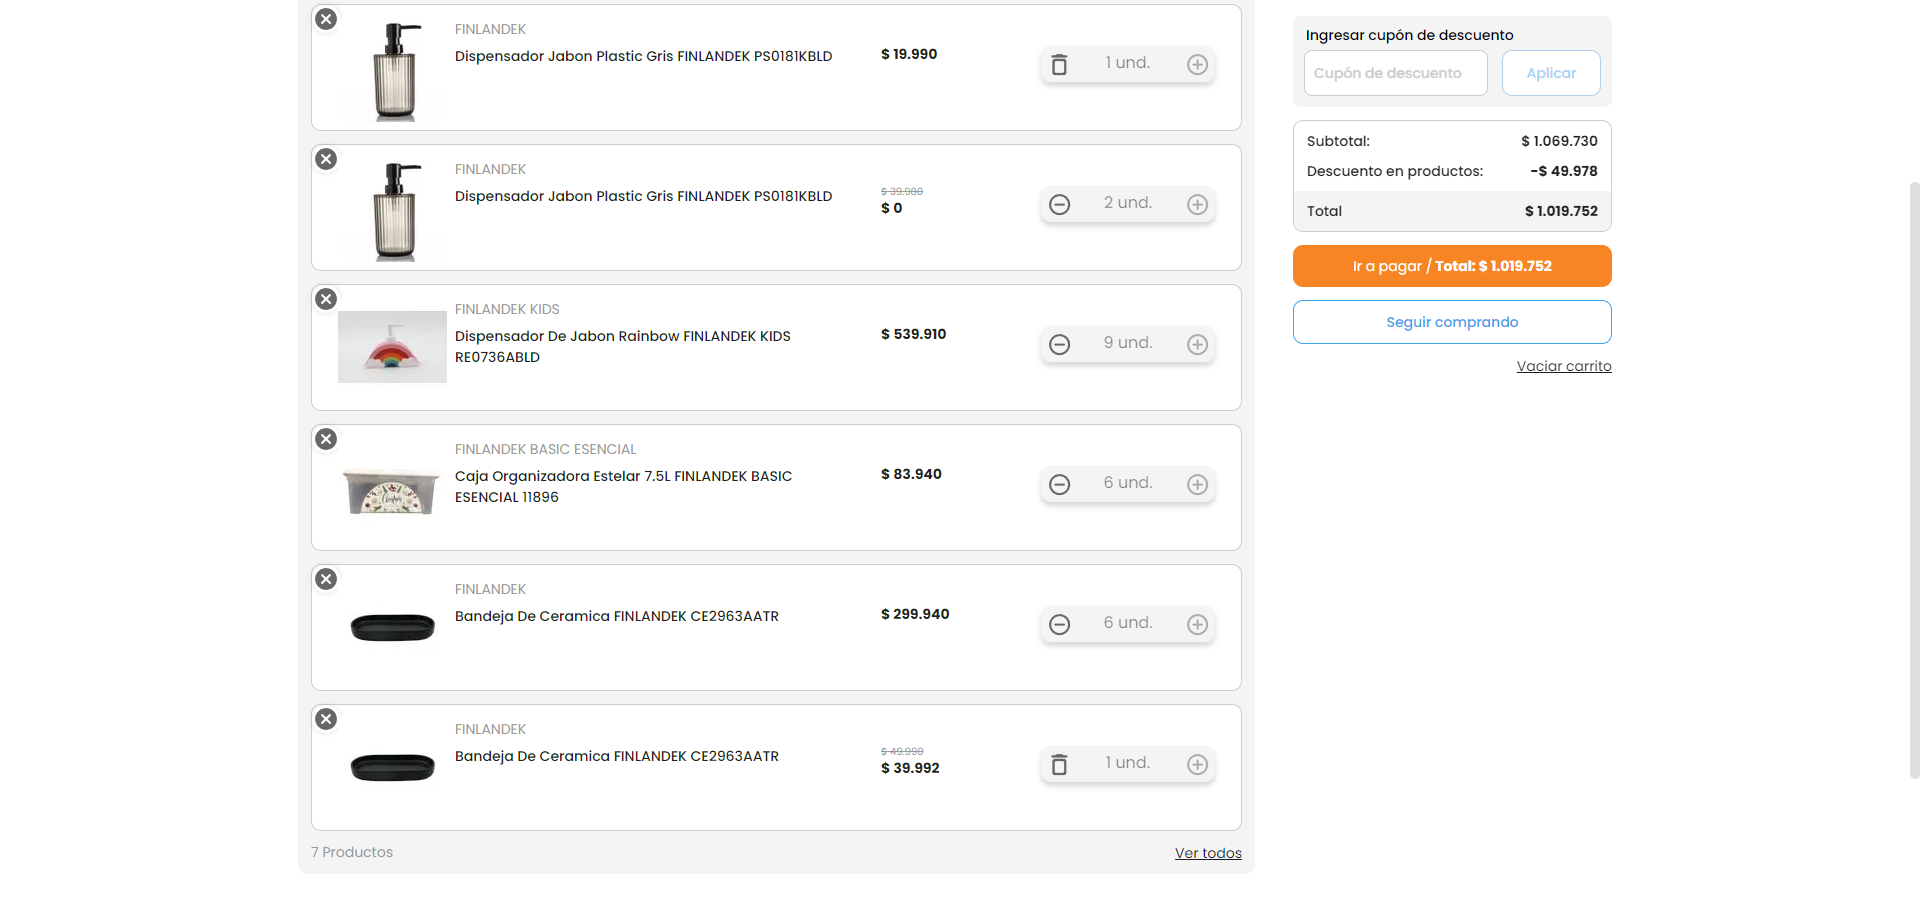 FINLANDEK
Dispensador Jabon Plastic Gris FINLANDEK PS0181KBLD
$ 19.990
1 und.
FINLANDEK
Dispensador Jabon Plastic Gris FINLANDEK PS0181KBLD
$ 39.980
$ 0
2 und.
FINLANDEK KIDS
Dispensador De Jabon Rainbow FINLANDEK KIDS
RE0736ABLD
$ 539.910
9 und.
FINLANDEK BASIC ESENCIAL
Caja Organizadora Estelar 7.5L FINLANDEK BASIC
ESENCIAL 11896
$ 83.940
6 und.
FINLANDEK
Bandeja De Ceramica FINLANDEK CE2963AATR
$ 299.940
6 und.
FINLANDEK
Bandeja De Ceramica FINLANDEK CE2963AATR
$ 49.990
$ 39.992
1 und.
7 Productos
Ver todos
Ingresar cupón de descuento
Cupón de descuento
Aplicar
Subtotal: $ 1.069.730
Descuento en productos: -$ 49.978
Total $ 1.019.752
Ir a pagar / Total: $ 1.019.752
Seguir comprando
Vaciar carrito